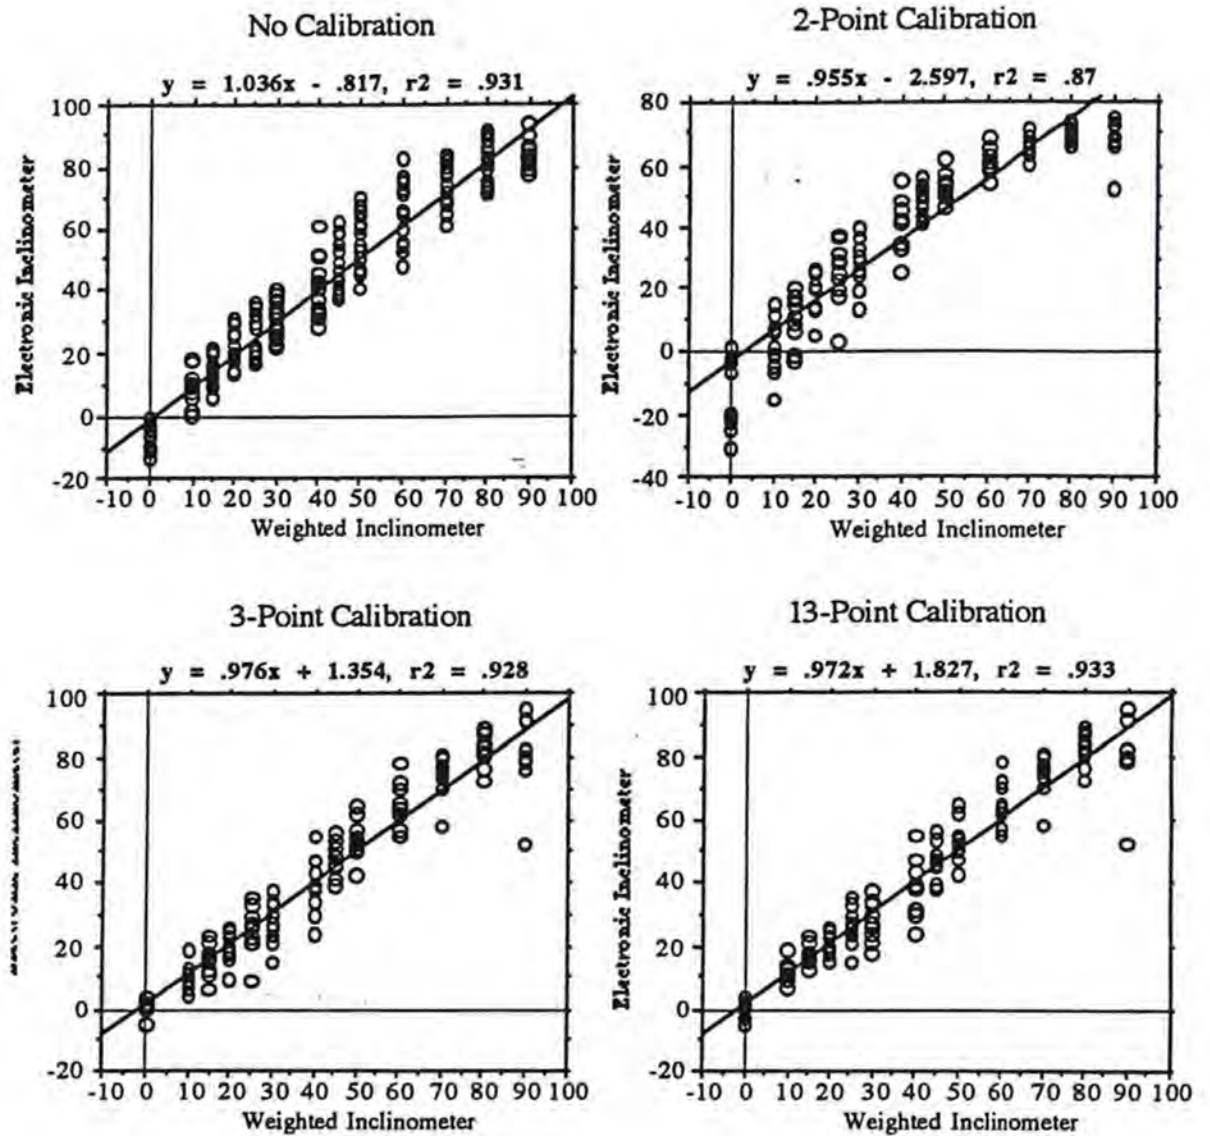 No Calibration
y = 1.036x - .817, r2 = .931
100
80
60
40
20
0
-20
Electronic Inclinometer
-10 0 10 20 30 40 50 60 70 80 90 100
Weighted Inclinometer
2-Point Calibration
y = .955x - 2.597, r2 = .87
80
60
40
20
0
-20
-40
Electronic Inclinometer
-10 0 10 20 30 40 50 60 70 80 90 100
Weighted Inclinometer
3-Point Calibration
y = .976x + 1.354, r2 = .928
100
80
60
40
20
0
-20
-10 0 10 20 30 40 50 60 70 80 90 100
Weighted Inclinometer
13-Point Calibration
y = .972x + 1.827, r2 = .933
100
80
60
40
20
0
-20
Electronic Inclinometer
-10 0 10 20 30 40 50 60 70 80 90 100
Weighted Inclinometer